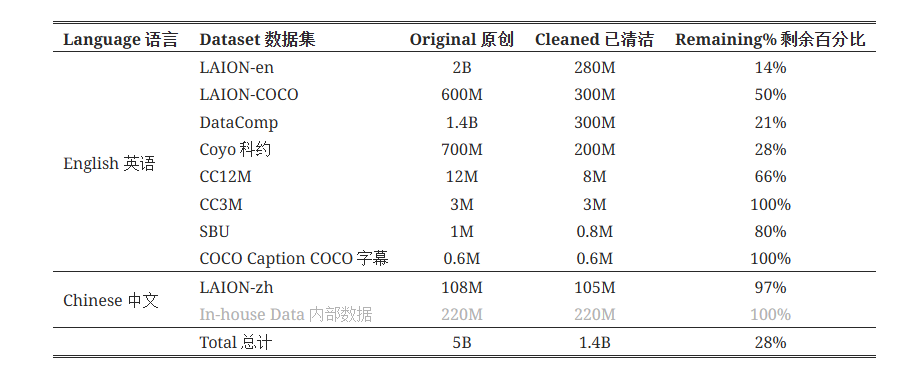 Language 语言 Dataset 数据集 Original 原创 Cleaned 已清洁 Remaining% 剩余百分比
LAION-en 2B 280M 14%
LAION-COCO 600M 300M 50%
DataComp 1.4B 300M 21%
Coyo 科约 700M 200M 28%
English 英语
CC12M 12M 8M 66%
CC3M 3M 3M 100%
SBU 1M 0.8M 80%
COCO Caption COCO 字幕 0.6M 0.6M 100%
LAION-zh 108M 105M 97%
Chinese 中文
In-house Data 内部数据 220M 220M 100%
Total 总计 5B 1.4B 28%